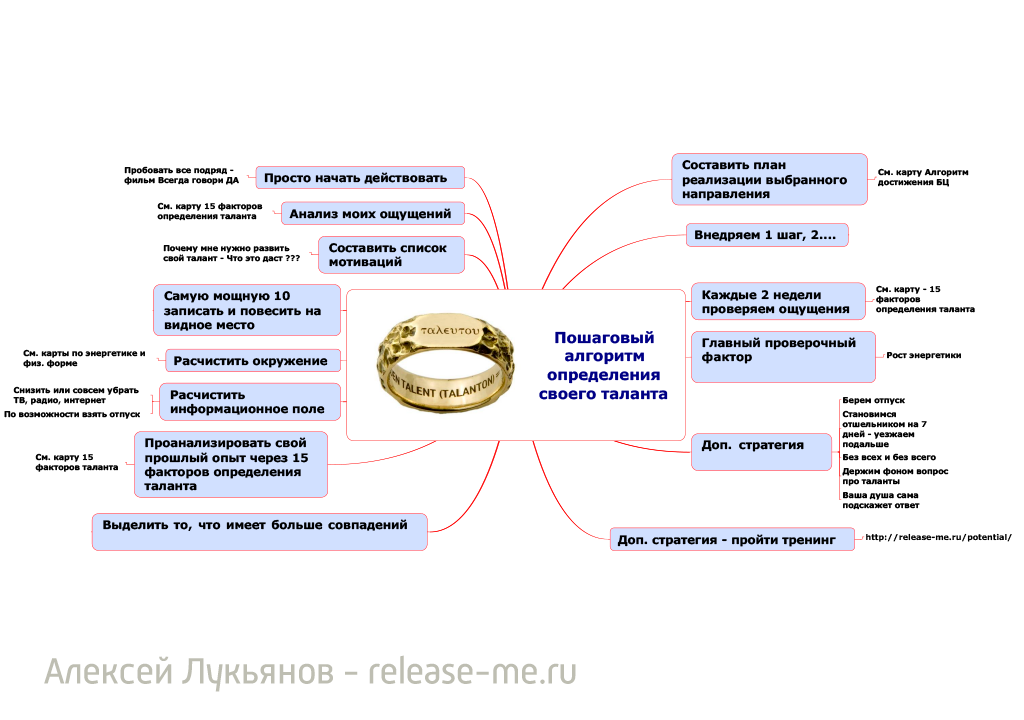 Пошаговый
алгоритм
определения
своего таланта
ταλευτου
EN TALENT (TALANTON) =
Просто начать действовать
Пробовать все подряд -
фильм Всегда говори ДА
Анализ моих ощущений
См. карту 15 факторов
определения таланта
Составить список
мотиваций
Почему мне нужно развить
свой талант - Что это даст ???
Самую мощную 10
записать и повесить на
видное место
Расчистить окружение
См. карты по энергетике и
физ. форме
Расчистить
информационное поле
Снизить или совсем убрать
ТВ, радио, интернет
По возможности взять отпуск
Проанализировать свой
прошлый опыт через 15
факторов определения
таланта
См. карту 15
факторов таланта
Выделить то, что имеет больше совпадений
Составить план
реализации выбранного
направления
См. карту Алгоритм
достижения БЦ
Внедряем 1 шаг, 2....
Каждые 2 недели
проверяем ощущения
См. карту - 15
факторов
определения таланта
Главный проверочный
фактор
Рост энергетики
Доп. стратегия
Берем отпуск
Становимся
отшельником на 7
дней - уезжаем
подальше
Без всех и без всего
Держим фоном вопрос
про таланты
Ваша душа сама
подскажет ответ
Доп. стратегия - пройти тренинг
http://release-me.ru/potential/
Алексей Лукьянов - release-me.ru